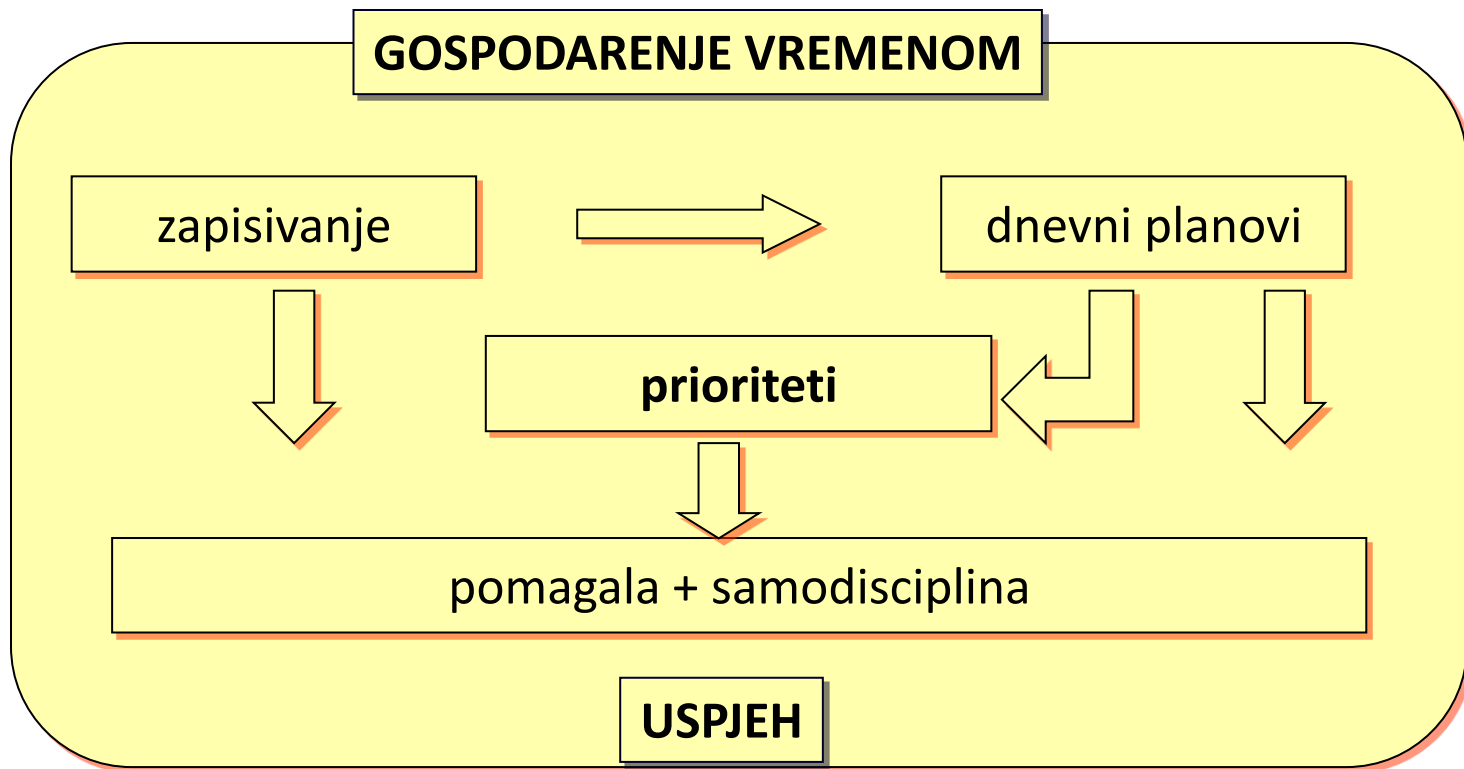 GOSPODARENJE VREMENOM
zapisivanje
dnevni planovi
prioriteti
pomagala + samodisciplina
USPJEH